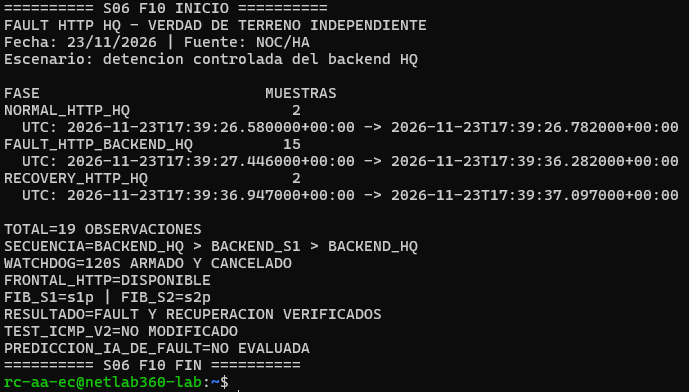 ========== S06 F10 INICIO ==========
FAULT HTTP HQ - VERDAD DE TERRENO INDEPENDIENTE
Fecha: 23/11/2026 | Fuente: NOC/HA
Escenario: detencion controlada del backend HQ
FASE MUESTRAS
NORMAL_HTTP_HQ 2
UTC: 2026-11-23T17:39:26.580000+00:00 -> 2026-11-23T17:39:26.782000+00:00
FAULT_HTTP_BACKEND_HQ 15
UTC: 2026-11-23T17:39:27.446000+00:00 -> 2026-11-23T17:39:36.282000+00:00
RECOVERY_HTTP_HQ 2
UTC: 2026-11-23T17:39:36.947000+00:00 -> 2026-11-23T17:39:37.097000+00:00
TOTAL=19 OBSERVACIONES
SECUENCIA=BACKEND_HQ > BACKEND_S1 > BACKEND_HQ
WATCHDOG=120S ARMADO Y CANCELADO
FRONTAL_HTTP=DISPONIBLE
FIB_S1=s1p | FIB_S2=s2p
RESULTADO=FAULT Y RECUPERACION VERIFICADOS
TEST_ICMP_V2=NO MODIFICADO
PREDICCION_IA_DE_FAULT=NO EVALUADA
========== S06 F10 FIN ==========
rc-aa-ec@netlab360-lab:~$